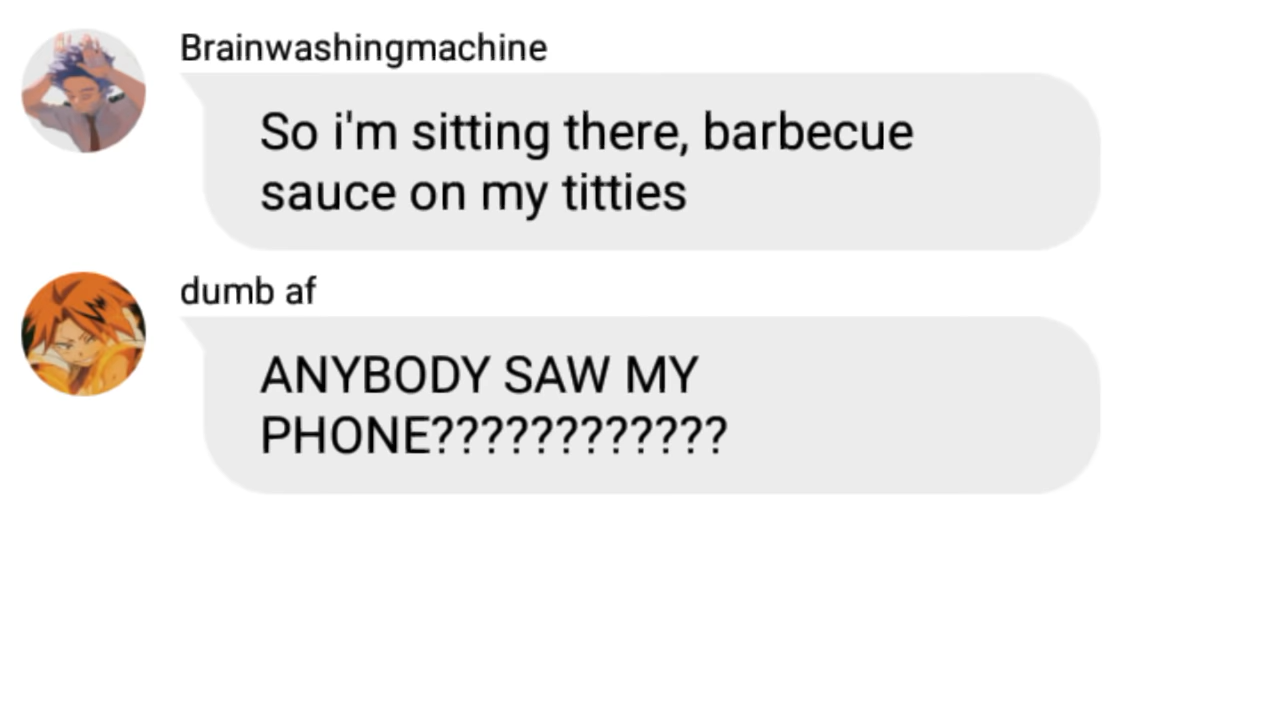 Brainwashingmachine
So i'm sitting there, barbecue
sauce on my titties
dumb af
ANYBODY SAW MY
PHONE????????????